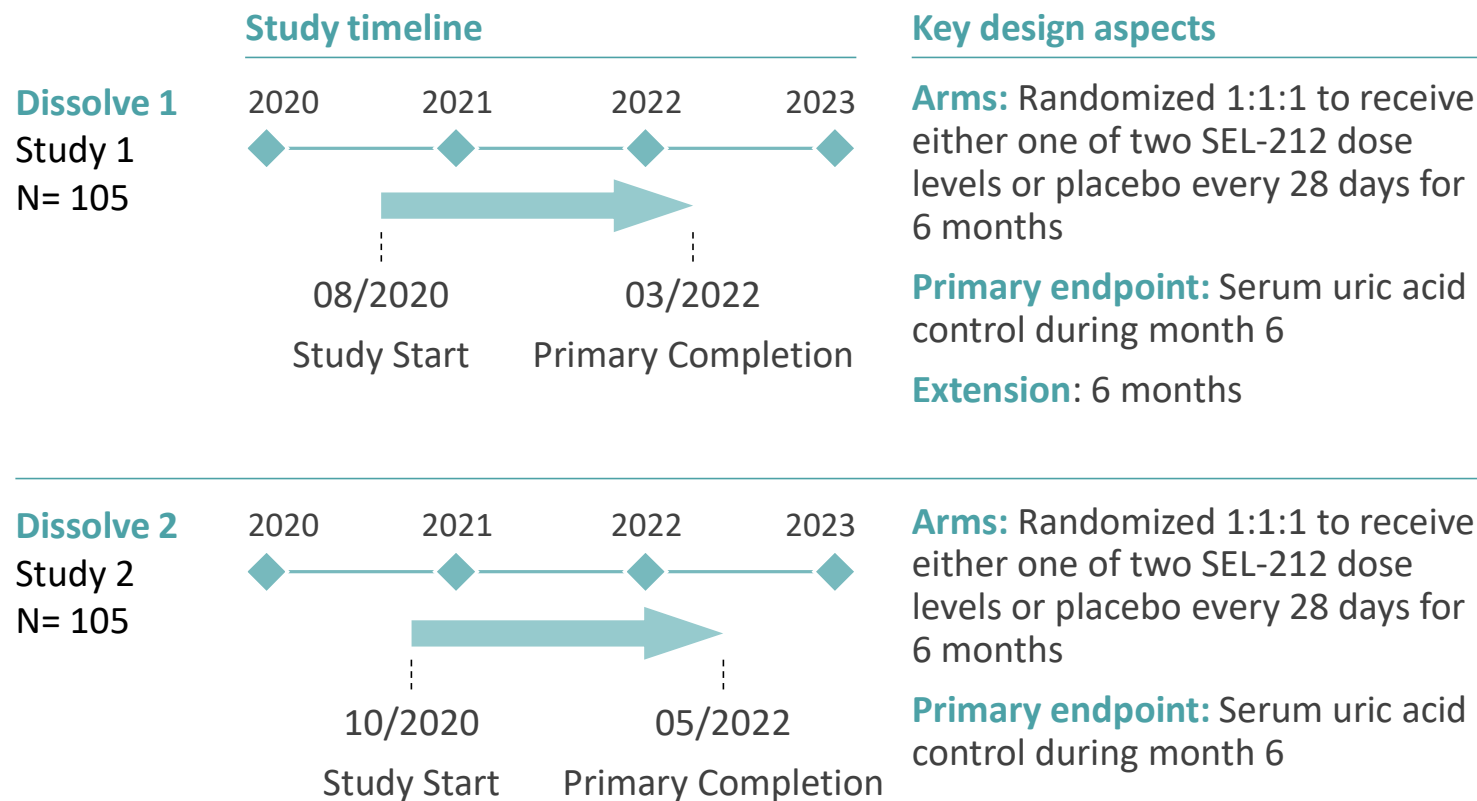 Study timeline
Key design aspects
Dissolve 1
Study 1
N= 105
2020 2021 2022 2023
08/2020
Study Start
03/2022
Primary Completion
Arms: Randomized 1:1:1 to receive
either one of two SEL-212 dose
levels or placebo every 28 days for
6 months
Primary endpoint: Serum uric acid
control during month 6
Extension: 6 months
Dissolve 2
Study 2
N= 105
2020 2021 2022 2023
10/2020
Study Start
05/2022
Primary Completion
Arms: Randomized 1:1:1 to receive
either one of two SEL-212 dose
levels or placebo every 28 days for
6 months
Primary endpoint: Serum uric acid
control during month 6